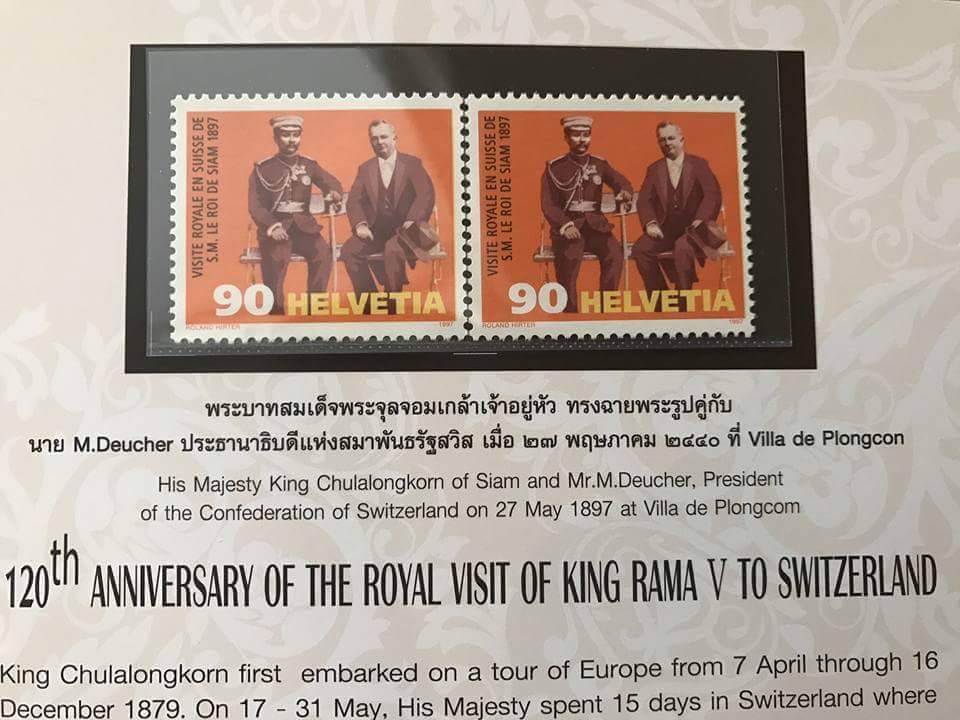 VISITE ROYALE EN SUISSE DE
S.M. LE ROI DE SIAM 1897
90 HELVETIA
ROLAND HIRTER 1997
VISITE ROYALE EN SUISSE DE
S.M. LE ROI DE SIAM 1897
90 HELVETIA
ROLAND HIRTER 1997
พระบาทสมเด็จพระจุลจอมเกล้าเจ้าอยู่หัว ทรงฉายพระรูปคู่กับ
นาย M.Deucher ประธานาธิบดีแห่งสมาพันธรัฐสวิส เมื่อ ๒๗ พฤษภาคม ๒๔๔๐ ที่ Villa de Plongcon
His Majesty King Chulalongkorn of Siam and Mr.M.Deucher, President
of the Confederation of Switzerland on 27 May 1897 at Villa de Plongcom
120th ANNIVERSARY OF THE ROYAL VISIT OF KING RAMA V TO SWITZERLAND
King Chulalongkorn first embarked on a tour of Europe from 7 April through 16
December 1879. On 17 - 31 May, His Majesty spent 15 days in Switzerland where